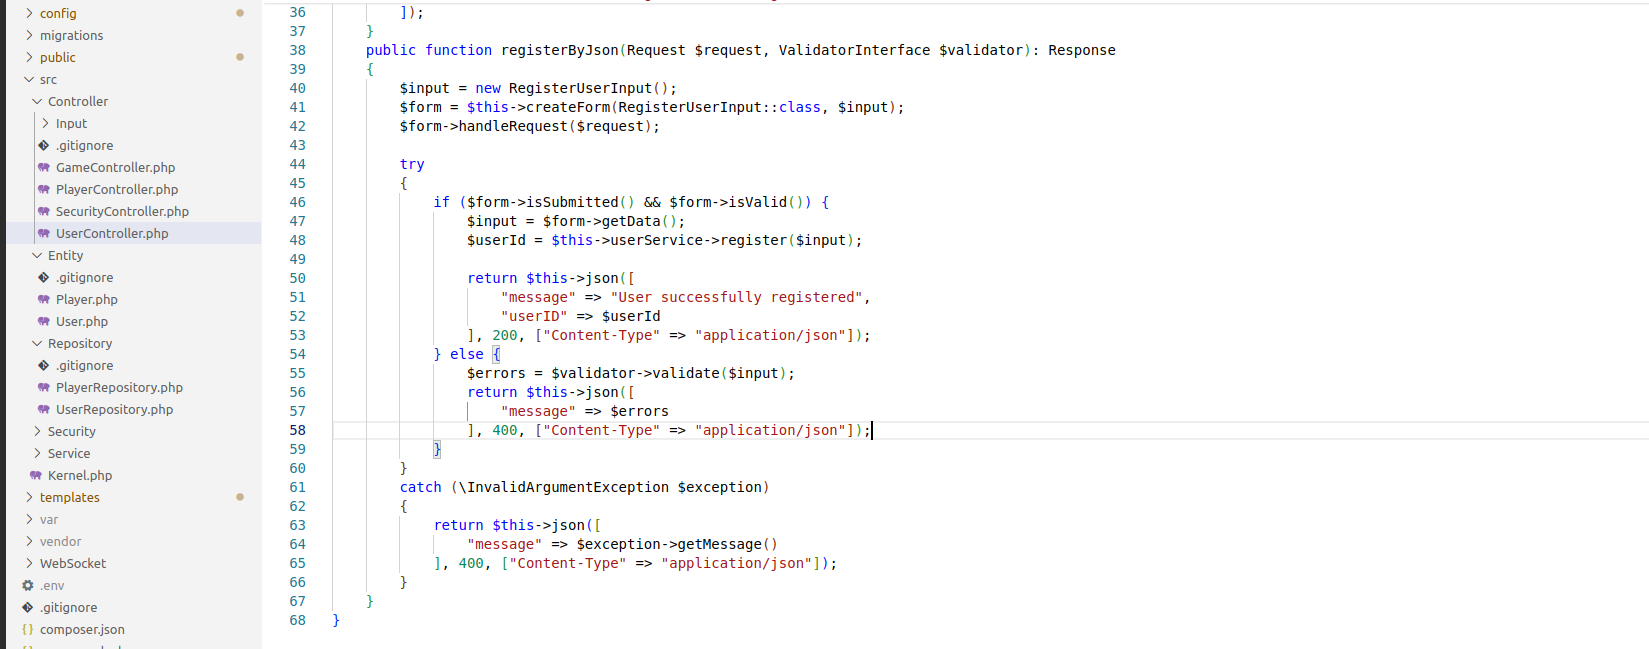 config
migrations
public
src
Controller
Input
.gitignore
GameController.php
PlayerController.php
SecurityController.php
UserController.php
Entity
.gitignore
Player.php
User.php
Repository
.gitignore
PlayerRepository.php
UserRepository.php
Security
Service
Kernel.php
templates
var
vendor
WebSocket
.env
.gitignore
composer.json
36 ]);
37 }
38 public function registerByJson(Request $request, ValidatorInterface $validator): Response
39 {
40 $input = new RegisterUserInput();
41 $form = $this->createForm(RegisterUserInput::class, $input);
42 $form->handleRequest($request);
43
44 try
45 {
46 if ($form->isSubmitted() && $form->isValid()) {
47 $input = $form->getData();
48 $userId = $this->userService->register($input);
49
50 return $this->json([
51 "message" => "User successfully registered",
52 "userID" => $userId
53 ], 200, ["Content-Type" => "application/json"]);
54 } else {
55 $errors = $validator->validate($input);
56 return $this->json([
57 "message" => $errors
58 ], 400, ["Content-Type" => "application/json"]);
59 }
60 }
61 catch (\InvalidArgumentException $exception)
62 {
63 return $this->json([
64 "message" => $exception->getMessage()
65 ], 400, ["Content-Type" => "application/json"]);
66 }
67 }
68 }